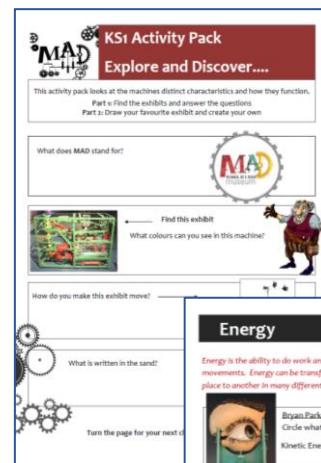 MAD
KS1 Activity Pack
Explore and Discover....
This activity pack looks at the machines distinct characteristics and how they function.
Part 1: Find the exhibits and answer the questions
Part 2: Draw your favourite exhibit and create your own
What does MAD stand for?
MAD
museum
Find this exhibit
What colours can you see in this machine?
How do you make this exhibit move?
What is written in the sand?
Turn the page for your next cl
Energy
Energy is the ability to do work an
movements. Energy can be transf
place to another in many different
Bryan Park
Circle what
Kinetic Ene